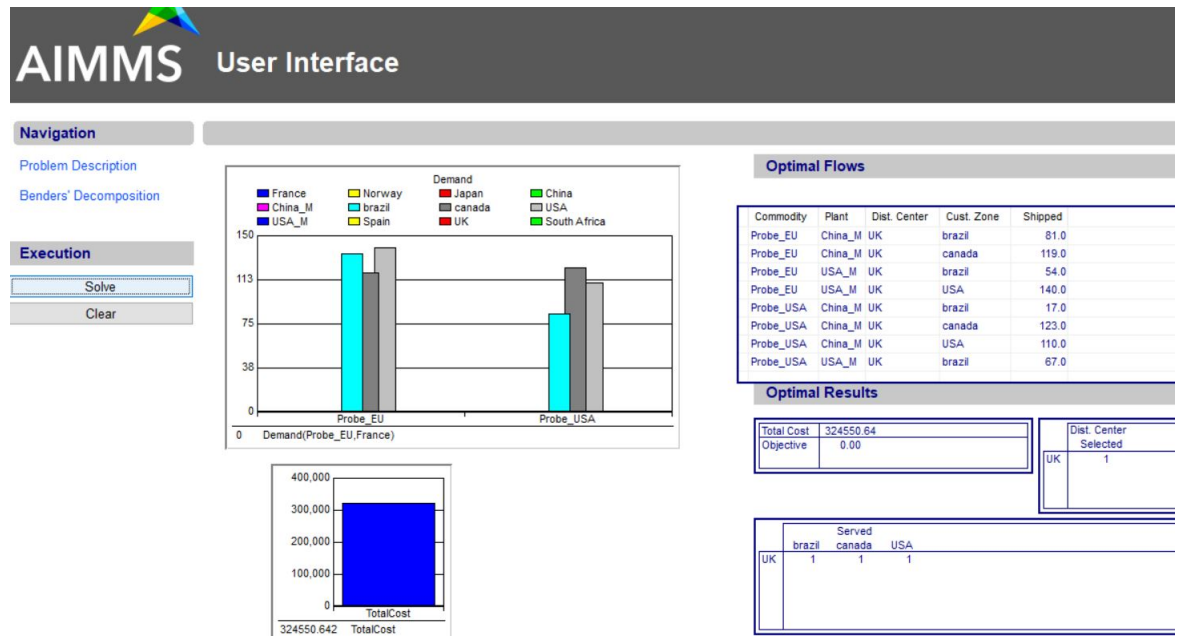 AIMMS User Interface
Navigation
Problem Description
Benders' Decomposition
Execution
Solve
Clear
Demand
France Norway Japan China
China_M brazil canada USA
USA_M Spain UK South Africa
150
113
75
38
0
Probe_EU Probe_USA
0 Demand(Probe_EU,France)
400,000
300,000
200,000
100,000
0
TotalCost
324550.642 TotalCost
Optimal Flows
Commodity Plant Dist. Center Cust. Zone Shipped
Probe_EU China_M UK brazil 81.0
Probe_EU China_M UK canada 119.0
Probe_EU USA_M UK brazil 54.0
Probe_EU USA_M UK USA 140.0
Probe_USA China_M UK brazil 17.0
Probe_USA China_M UK canada 123.0
Probe_USA China_M UK USA 110.0
Probe_USA USA_M UK brazil 67.0
Optimal Results
Total Cost 324550.64
Objective 0.00
Dist. Center
Selected
UK 1
Served
brazil canada USA
UK 1 1 1